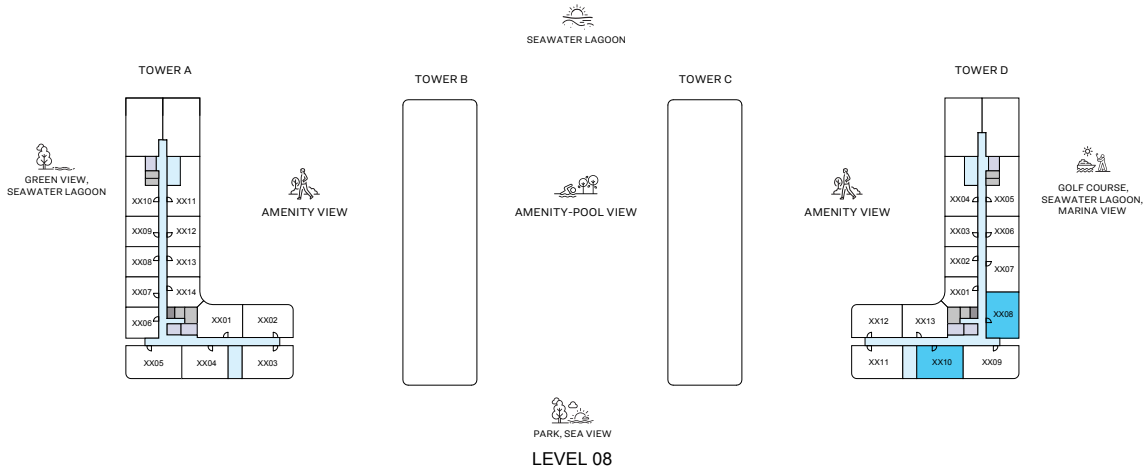 SEAWATER LAGOON
TOWER A
TOWER B
TOWER C
TOWER D
GREEN VIEW,
SEAWATER LAGOON
AMENITY VIEW
AMENITY-POOL VIEW
AMENITY VIEW
GOLF COURSE,
SEAWATER LAGOON,
MARINA VIEW
XX10 XX11
XX09 XX12
XX08 XX13
XX07 XX14
XX06 XX01 XX02
XX05 XX04 XX03
XX04 XX05
XX03 XX06
XX02 XX07
XX01 XX08
XX12 XX13
XX11 XX10 XX09
PARK, SEA VIEW
LEVEL 08